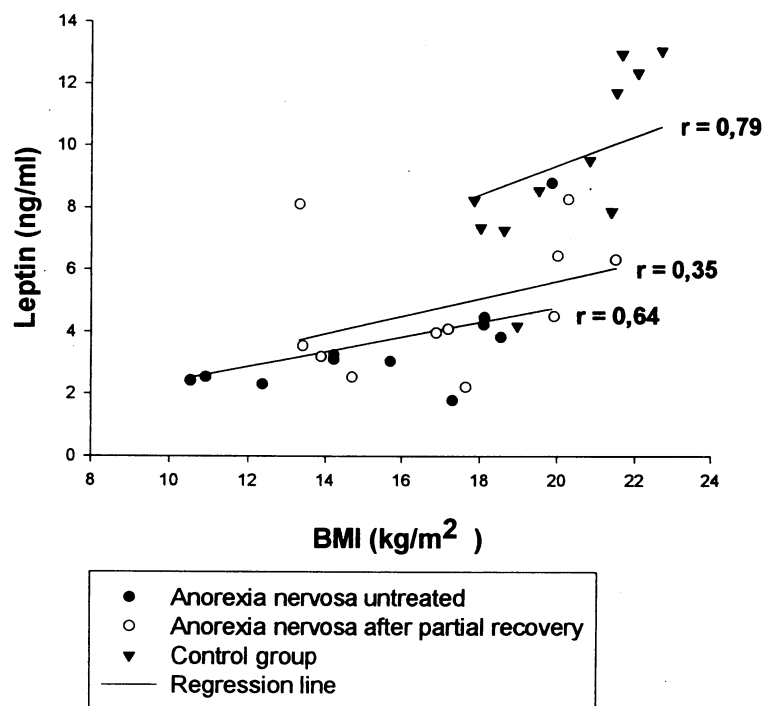 14
12
10
8
6
4
2
0
Leptin (ng/ml)
r = 0,79
r = 0,35
r = 0,64
8 10 12 14 16 18 20 22 24
BMI (kg/m²)
Anorexia nervosa untreated
Anorexia nervosa after partial recovery
Control group
Regression line